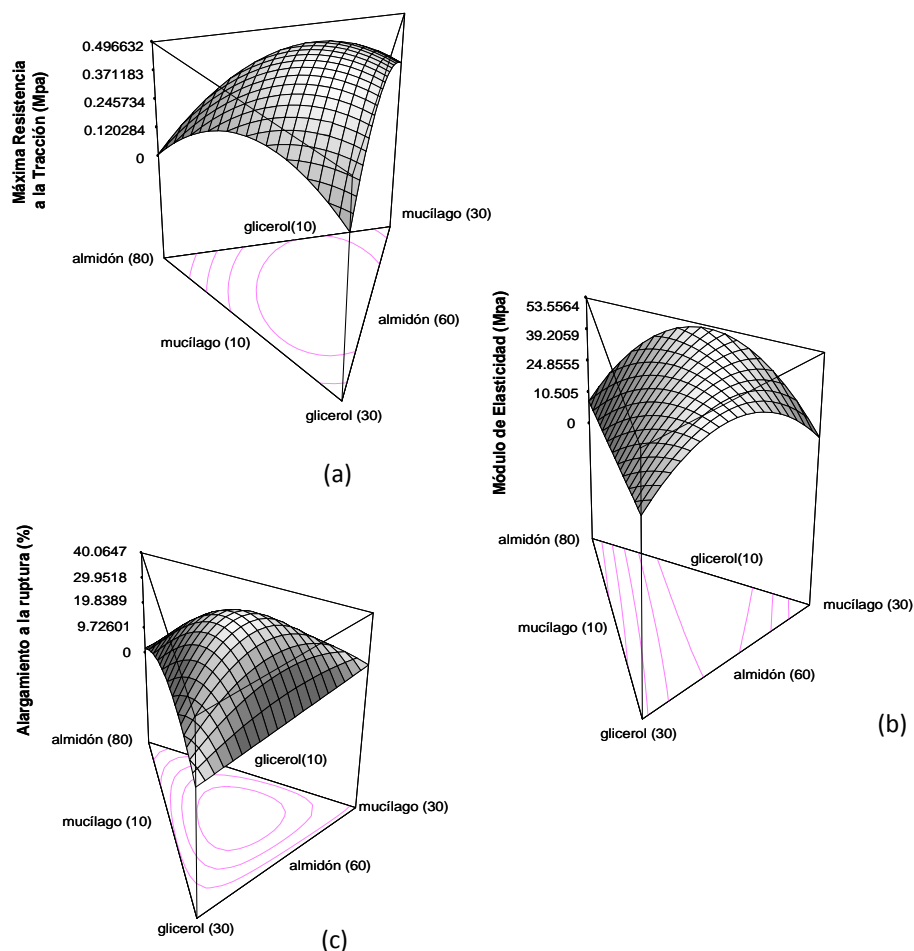 Máxima Resistencia
a la Tracción (Mpa)
0.496632
0.371183
0.245734
0.120284
0
glicerol(10)
mucílago (30)
almidón (80)
almidón (60)
mucílago (10)
glicerol (30)
(a)
Módulo de Elasticidad (Mpa)
53.5564
39.2059
24.8555
10.505
0
almidón (80)
glicerol(10)
mucílago (10)
mucílago (30)
almidón (60)
glicerol (30)
(b)
Alargamiento a la ruptura (%)
40.0647
29.9518
19.8389
9.72601
0
almidón (80)
glicerol(10)
mucílago (10)
mucílago (30)
almidón (60)
glicerol (30)
(c)